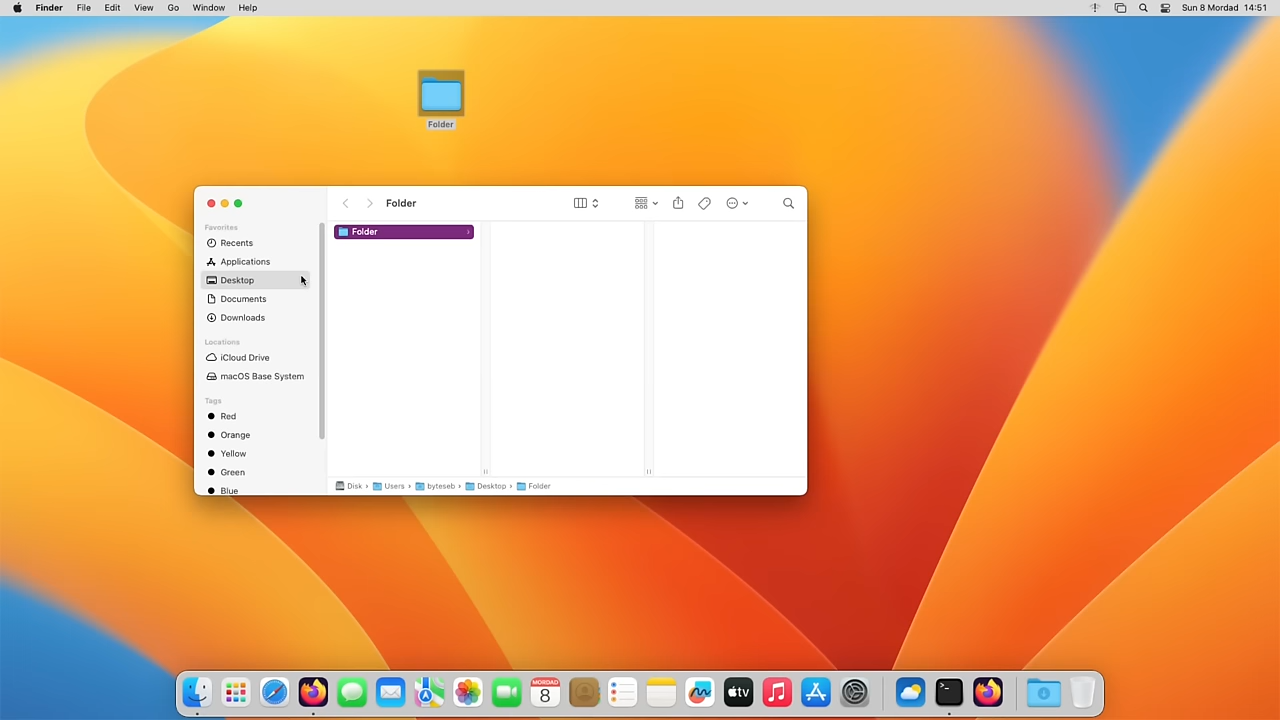 Finder File Edit View Go Window Help Sun 8 Mordad 14:51
Folder
Folder
Favorites
Recents
Applications
Desktop
Documents
Downloads
Locations
iCloud Drive
macOS Base System
Tags
Red
Orange
Yellow
Green
Blue
Folder
Disk › Users › byteseb › Desktop › Folder
MORDAD
8
tv